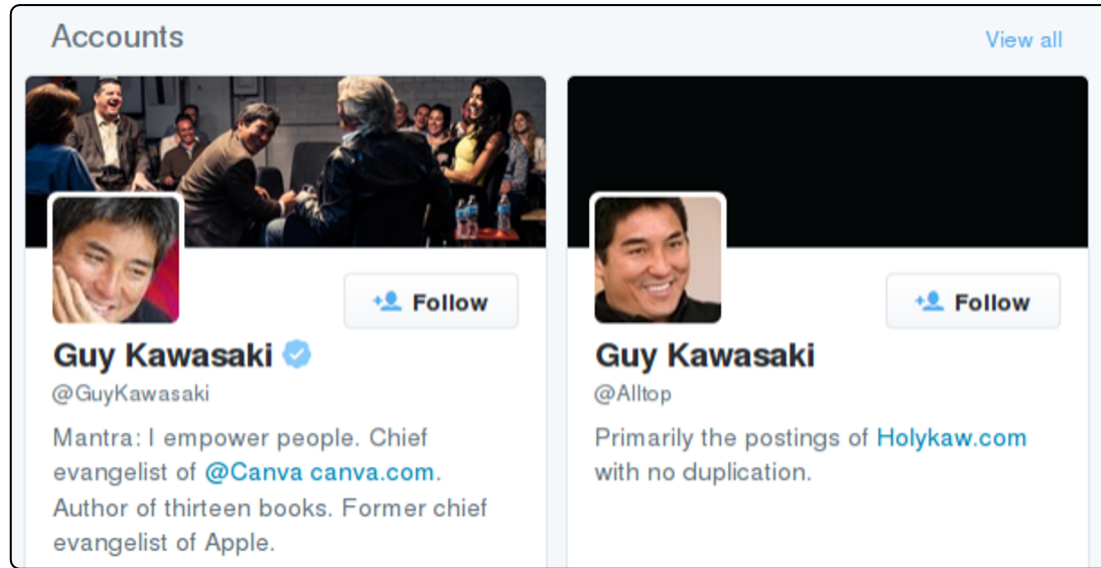 Accounts
View all
Follow
Guy Kawasaki
@GuyKawasaki
Mantra: I empower people. Chief
evangelist of @Canva canva.com.
Author of thirteen books. Former chief
evangelist of Apple.
Follow
Guy Kawasaki
@Alltop
Primarily the postings of Holykaw.com
with no duplication.